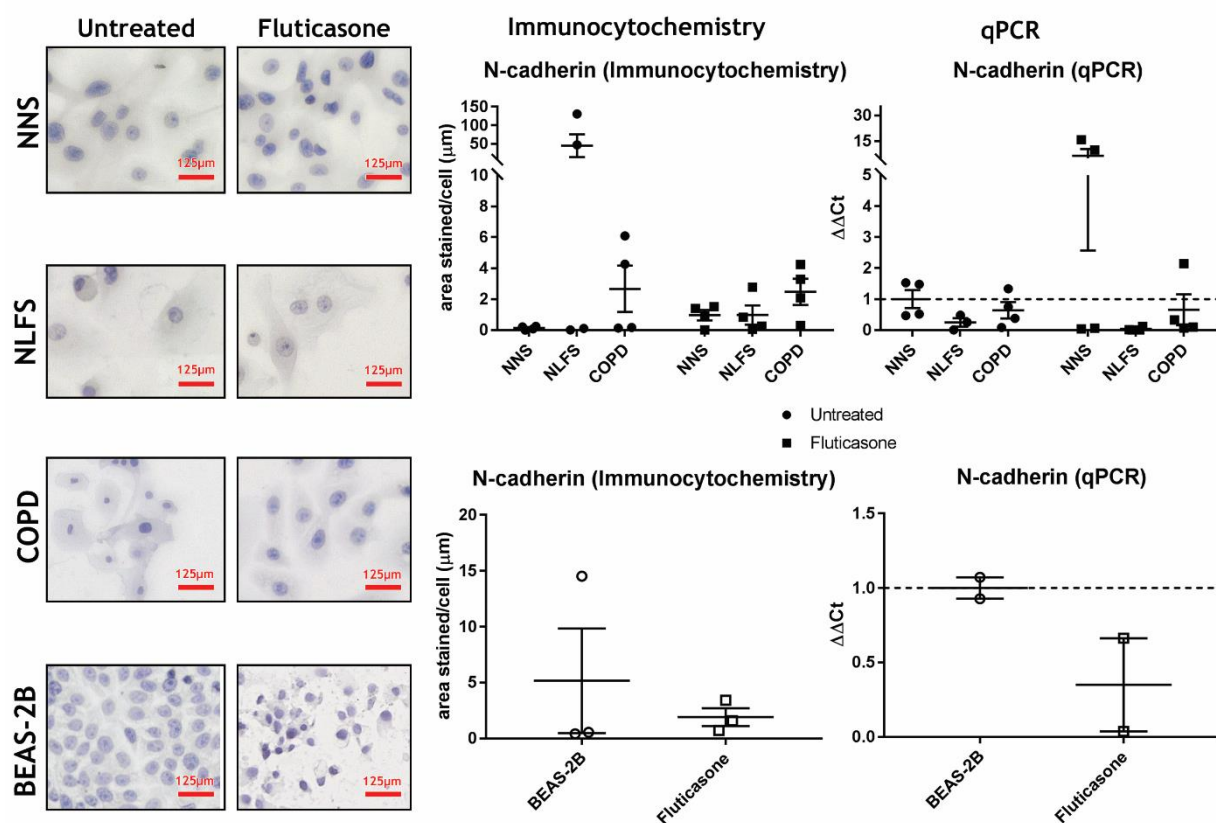 Untreated Fluticasone
NNS
125µm 125µm
NLFS
125µm 125µm
COPD
125µm 125µm
BEAS-2B
125µm 125µm
Immunocytochemistry
N-cadherin (Immunocytochemistry)
area stained/cell (µm)
150
100
50
10
8
6
4
2
0
NNS NLFS COPD NNS NLFS COPD
qPCR
N-cadherin (qPCR)
ΔΔCt
30
15
5
4
3
2
1
0
NNS NLFS COPD NNS NLFS COPD
Untreated
Fluticasone
N-cadherin (Immunocytochemistry)
area stained/cell (µm)
20
15
10
5
0
BEAS-2B Fluticasone
N-cadherin (qPCR)
ΔΔCt
1.5
1.0
0.5
0.0
BEAS-2B Fluticasone